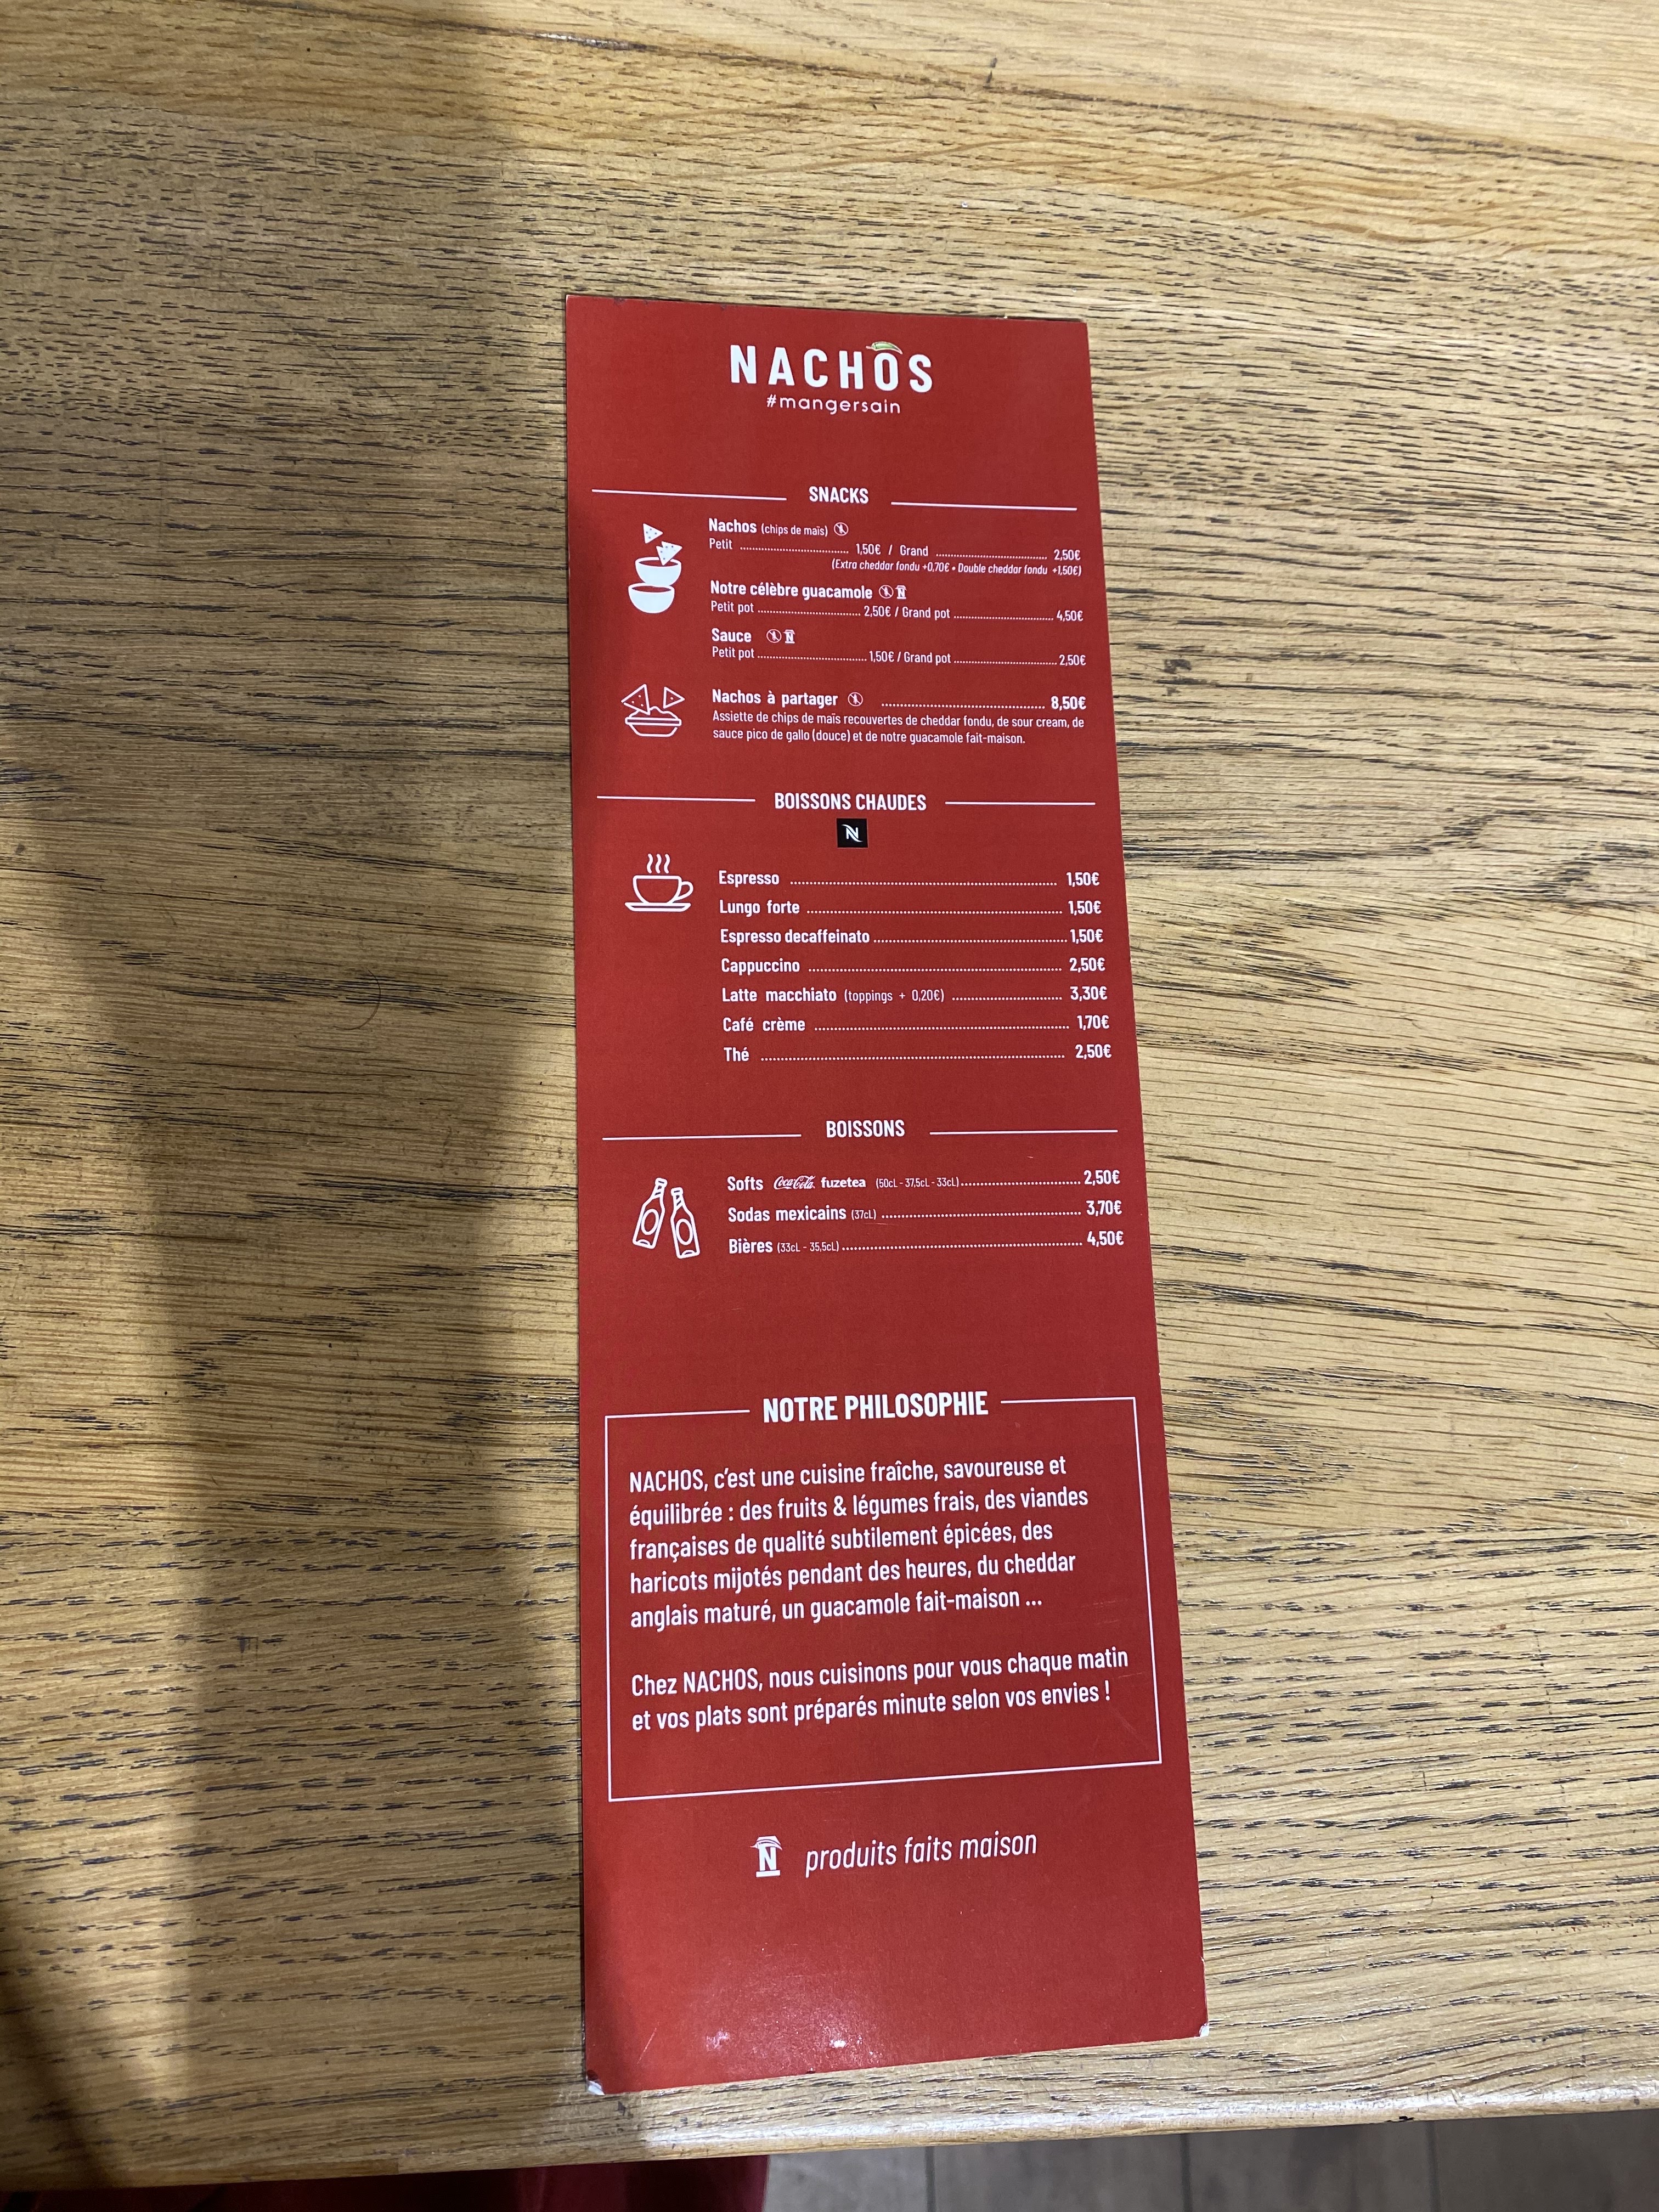 NACHOS
#mangersain
SNACKS
Nachos (chips de maïs)
Petit 1,50€ / Grand 2,50€
(Extra cheddar fondu +0,70€ • Double cheddar fondu +1,50€)
Notre célèbre guacamole N
Petit pot 2,50€ / Grand pot 4,50€
Sauce N
Petit pot 1,50€ / Grand pot 2,50€
Nachos à partager 8,50€
Assiette de chips de maïs recouvertes de cheddar fondu, de sour cream, de
sauce pico de gallo (douce) et de notre guacamole fait-maison.
BOISSONS CHAUDES
N
Espresso 1,50€
Lungo forte 1,50€
Espresso decaffeinato 1,50€
Cappuccino 2,50€
Latte macchiato (toppings + 0,20€) 3,30€
Café crème 1,70€
Thé 2,50€
BOISSONS
Softs Coca-Cola fuzetea (50cL - 37,5cL - 33cL) 2,50€
Sodas mexicains (37cL) 3,70€
Bières (33cL - 35,5cL) 4,50€
NOTRE PHILOSOPHIE
NACHOS, c'est une cuisine fraîche, savoureuse et
équilibrée : des fruits & légumes frais, des viandes
françaises de qualité subtilement épicées, des
haricots mijotés pendant des heures, du cheddar
anglais maturé, un guacamole fait-maison ...
Chez NACHOS, nous cuisinons pour vous chaque matin
et vos plats sont préparés minute selon vos envies !
N produits faits maison